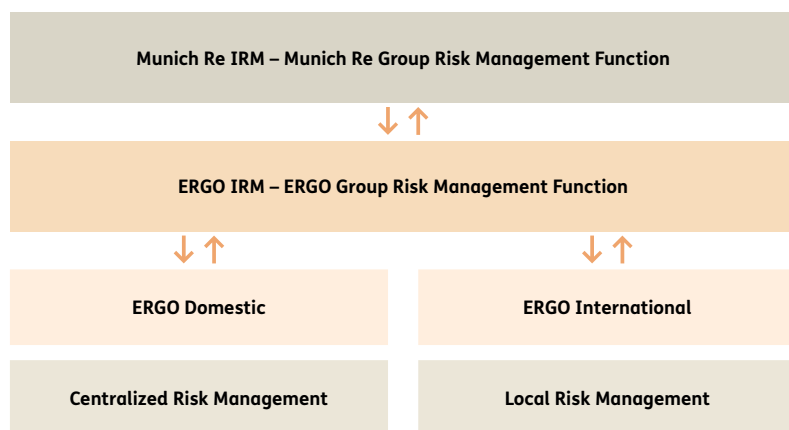 Munich Re IRM – Munich Re Group Risk Management Function
ERGO IRM – ERGO Group Risk Management Function
ERGO Domestic
ERGO International
Centralized Risk Management
Local Risk Management